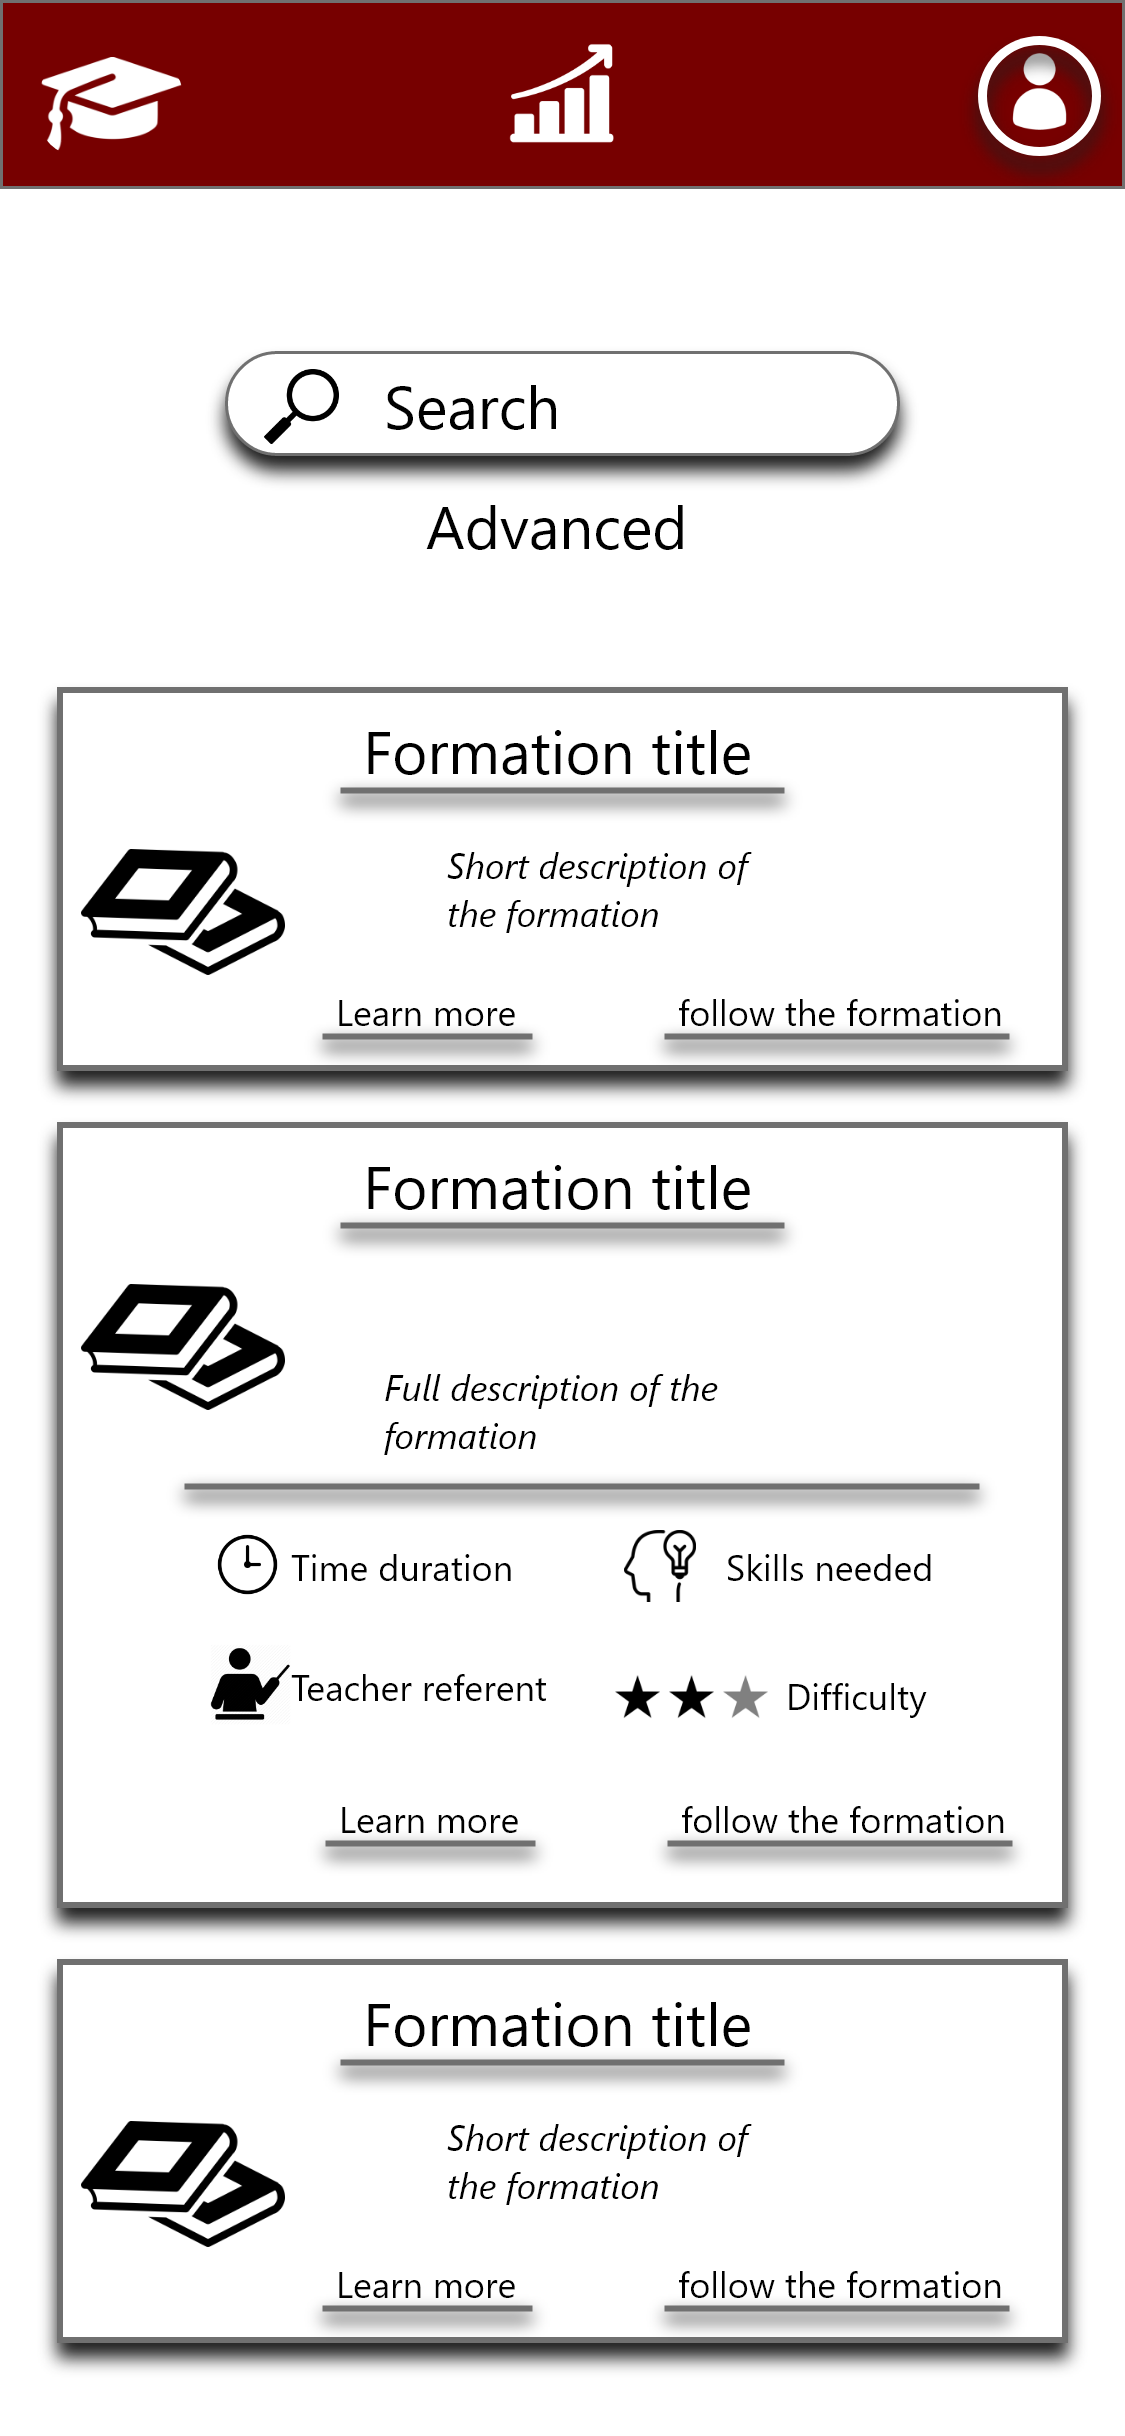 Search
Advanced
Formation title
Short description of
the formation
Learn more
follow the formation
Formation title
Full description of the
formation
Time duration
Skills needed
Teacher referent
Difficulty
Learn more
follow the formation
Formation title
Short description of
the formation
Learn more
follow the formation